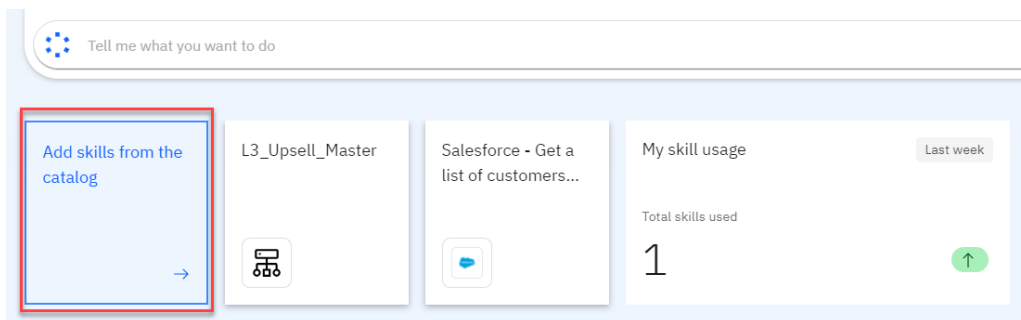 Tell me what you want to do
Add skills from the
catalog
L3_Upsell_Master
Salesforce - Get a
list of customers...
My skill usage
Last week
Total skills used
1